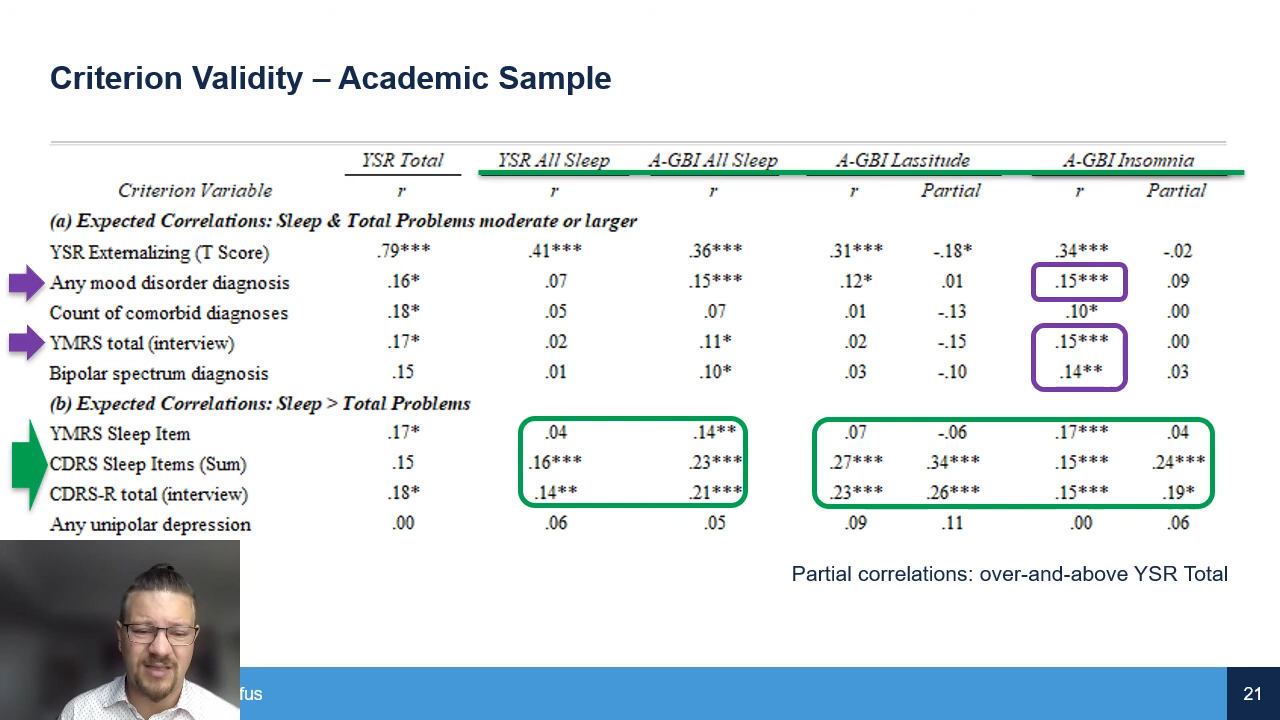 Criterion Validity – Academic Sample
YSR Total YSR All Sleep A-GBI All Sleep A-GBI Lassitude A-GBI Insomnia
Criterion Variable r r r r Partial r Partial
(a) Expected Correlations: Sleep & Total Problems moderate or larger
YSR Externalizing (T Score) .79*** .41*** .36*** .31*** -.18* .34*** -.02
Any mood disorder diagnosis .16* .07 .15*** .12* .01 .15*** .09
Count of comorbid diagnoses .18* .05 .07 .01 -.13 .10* .00
YMRS total (interview) .17* .02 .11* .02 -.15 .15*** .00
Bipolar spectrum diagnosis .15 .01 .10* .03 -.10 .14** .03
(b) Expected Correlations: Sleep > Total Problems
YMRS Sleep Item .17* .04 .14** .07 -.06 .17*** .04
CDRS Sleep Items (Sum) .15 .16*** .23*** .27*** .34*** .15*** .24***
CDRS-R total (interview) .18* .14** .21*** .23*** .26*** .15*** .19*
Any unipolar depression .00 .06 .05 .09 .11 .00 .06
Partial correlations: over-and-above YSR Total
fus
21